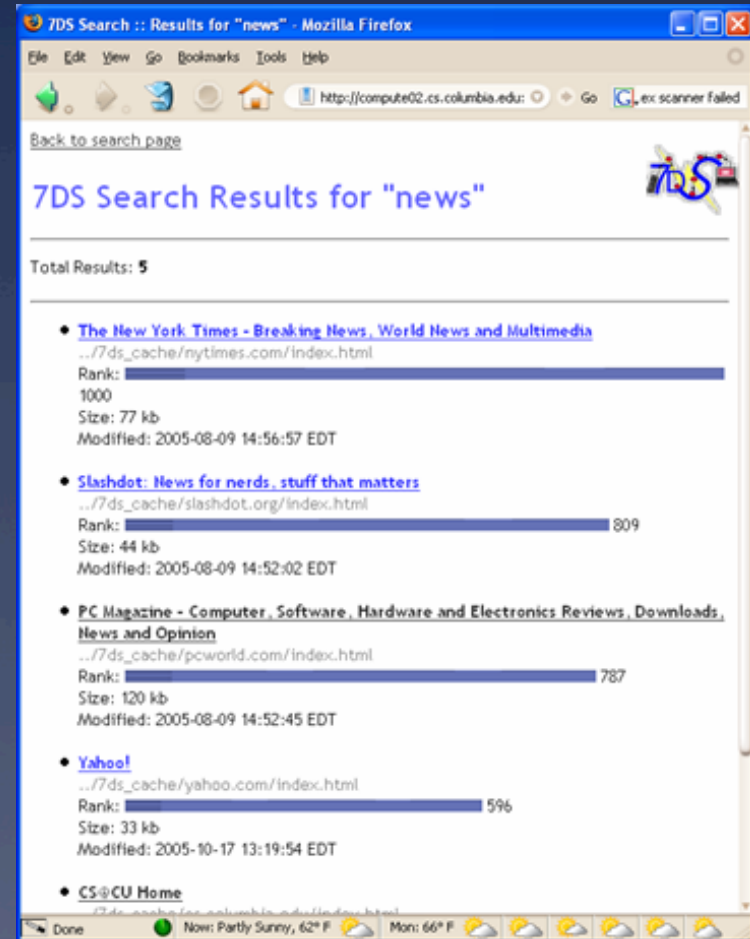 7DS Search :: Results for "news" - Mozilla Firefox
File Edit View Go Bookmarks Tools Help
http://compute02.cs.columbia.edu: Go G ex scanner failed
Back to search page
7DS
7DS Search Results for "news"
Total Results: 5
The New York Times - Breaking News, World News and Multimedia
../7ds_cache/nytimes.com/index.html
Rank:
1000
Size: 77 kb
Modified: 2005-08-09 14:56:57 EDT
Slashdot: News for nerds, stuff that matters
../7ds_cache/slashdot.org/index.html
Rank: 809
Size: 44 kb
Modified: 2005-08-09 14:52:02 EDT
PC Magazine - Computer, Software, Hardware and Electronics Reviews, Downloads,
News and Opinion
../7ds_cache/pcworld.com/index.html
Rank: 787
Size: 120 kb
Modified: 2005-08-09 14:52:45 EDT
Yahoo!
../7ds_cache/yahoo.com/index.html
Rank: 596
Size: 33 kb
Modified: 2005-10-17 13:19:54 EDT
CS@CU Home
../7ds_cache/cs.columbia.edu/index.html
Done Now: Partly Sunny, 62° F Mon: 66° F